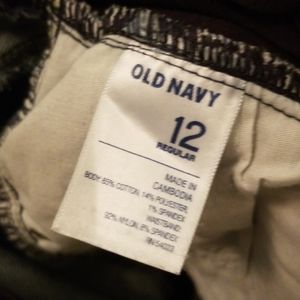 OLD NAVY
12
REGULAR
MADE IN
CAMBODIA
BODY: 85% COTTON, 14% POLYESTER,
1% SPANDEX
WAISTBAND:
92% NYLON, 8% SPANDEX
RN 54023